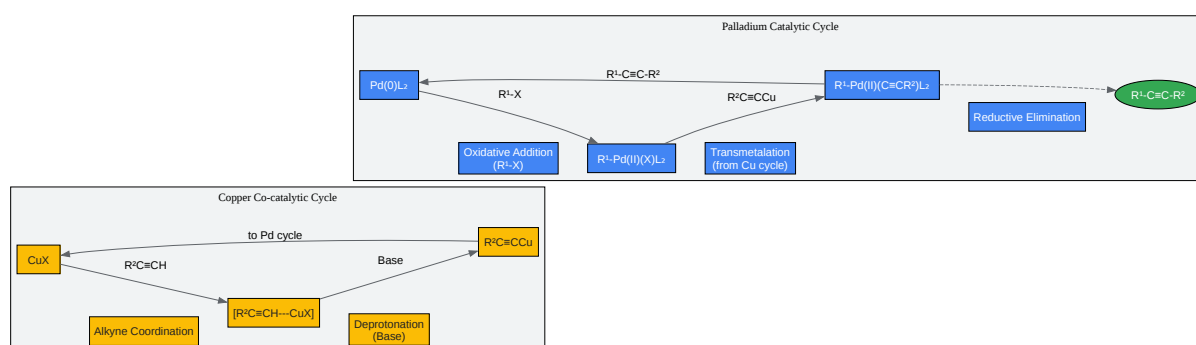 Palladium Catalytic Cycle
Pd(0)L₂
R¹-C≡C-R²
R¹-Pd(II)(C≡CR²)L₂
R¹-C≡C-R²
R¹-X
R²C≡CCu
Reductive Elimination
Oxidative Addition
(R¹-X)
R¹-Pd(II)(X)L₂
Transmetalation
(from Cu cycle)
Copper Co-catalytic Cycle
CuX
to Pd cycle
R²C≡CCu
R²C≡CH
Base
[R²C≡CH---CuX]
Alkyne Coordination
Deprotonation
(Base)